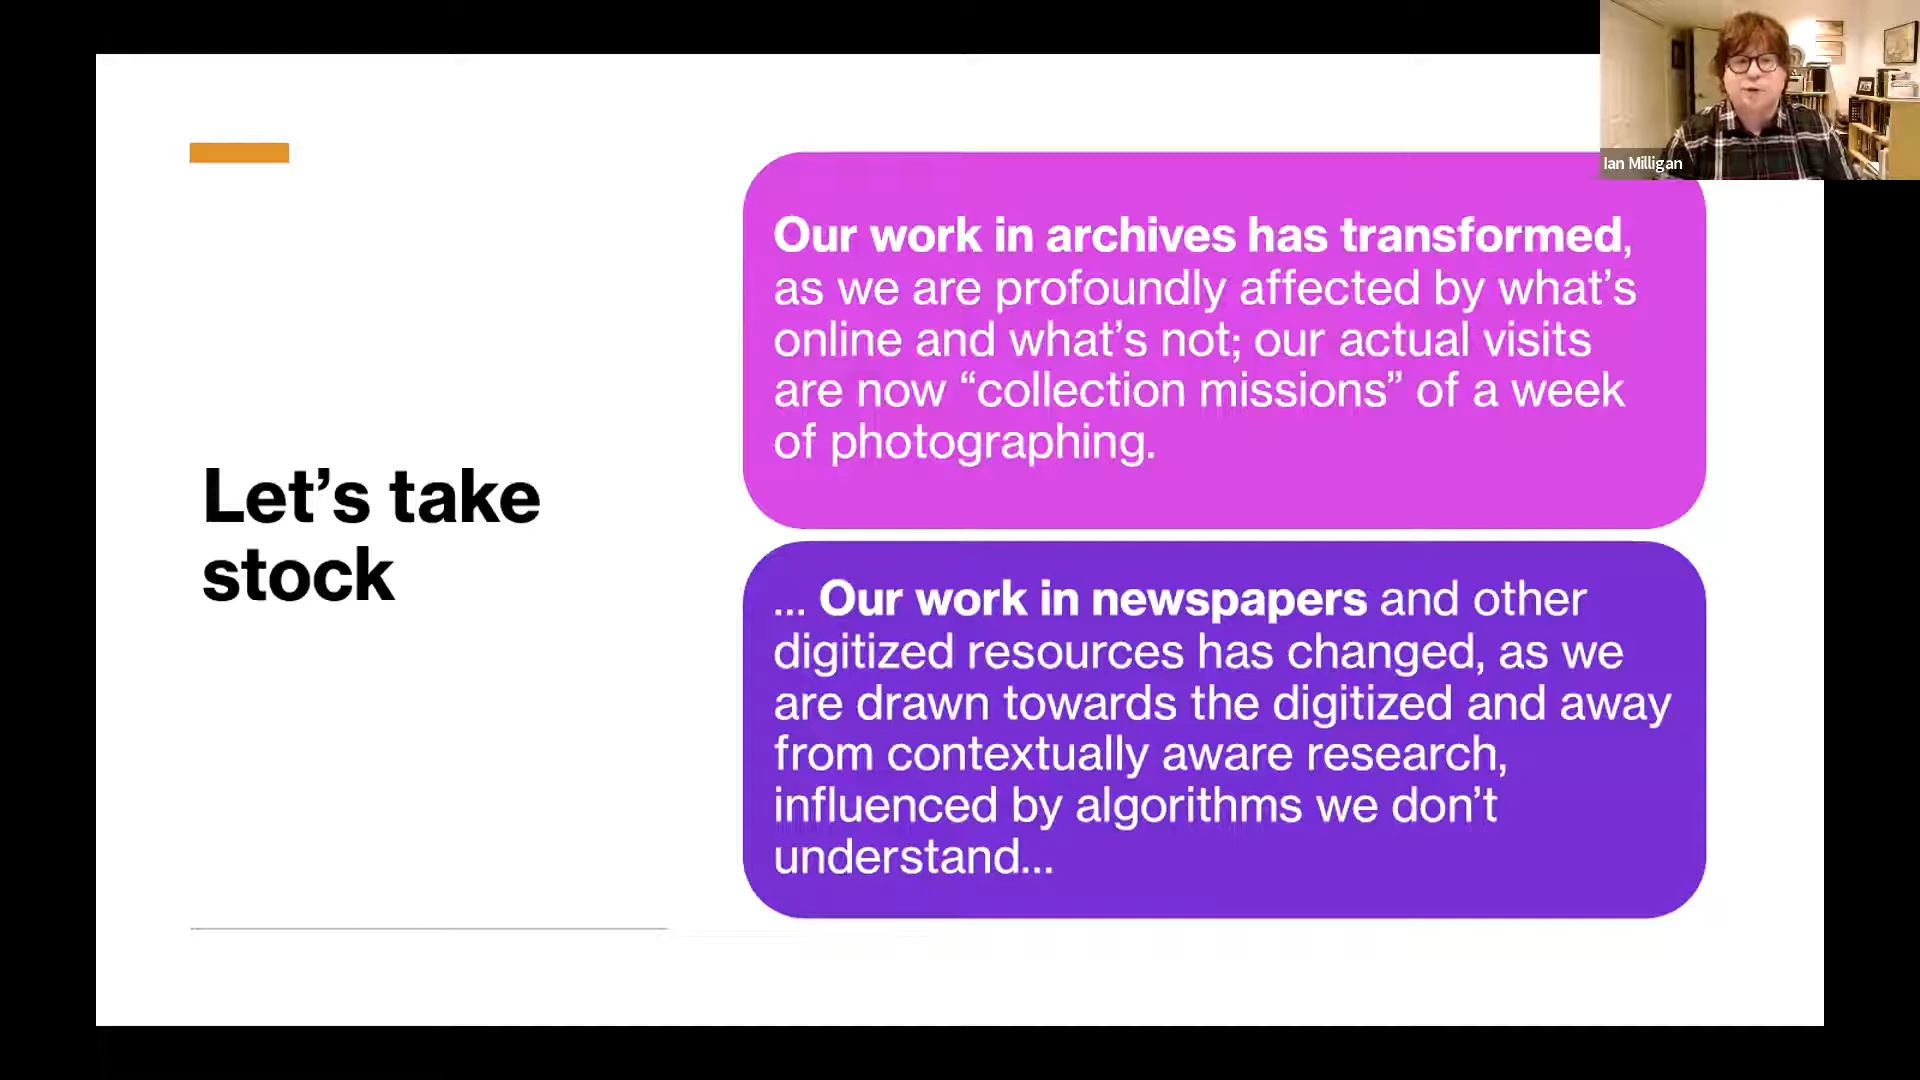 Ian Milligan
Let’s take
stock
Our work in archives has transformed,
as we are profoundly affected by what’s
online and what’s not; our actual visits
are now “collection missions” of a week
of photographing.
... Our work in newspapers and other
digitized resources has changed, as we
are drawn towards the digitized and away
from contextually aware research,
influenced by algorithms we don’t
understand...